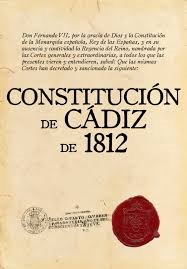 Don Fernando VII, por la gracia de Dios y la Constitución
de la Monarquía española, Rey de las Españas, y en su
ausencia y cautividad la Regencia del Reino, nombrada por
las Cortes generales y extraordinarias, a todos los que las
presentes vieren y entendieren, sabed: Que las mismas
Cortes han decretado y sancionado la siguiente:
CONSTITUCIÓN
DE CÁDIZ
DE 1812